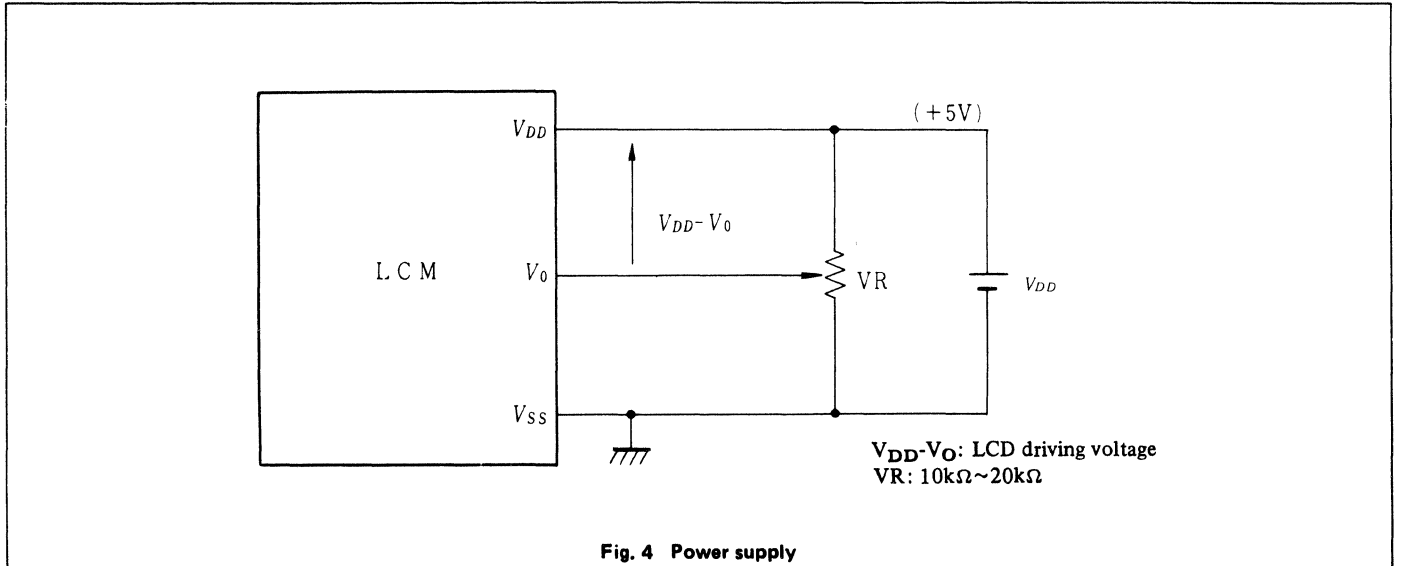 (+5V)
VDD
VDD-V0
LCM
V0
VR
VDD
VSS
VDD-VO: LCD driving voltage
VR: 10kΩ~20kΩ
Fig. 4 Power supply